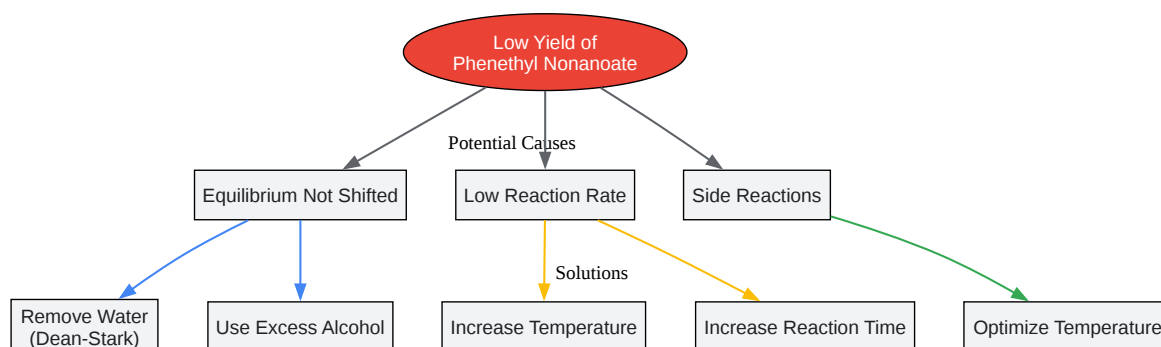 Low Yield of
Phenethyl Nonanoate
Potential Causes
Equilibrium Not Shifted
Low Reaction Rate
Side Reactions
Solutions
Remove Water
(Dean-Stark)
Use Excess Alcohol
Increase Temperature
Increase Reaction Time
Optimize Temperature